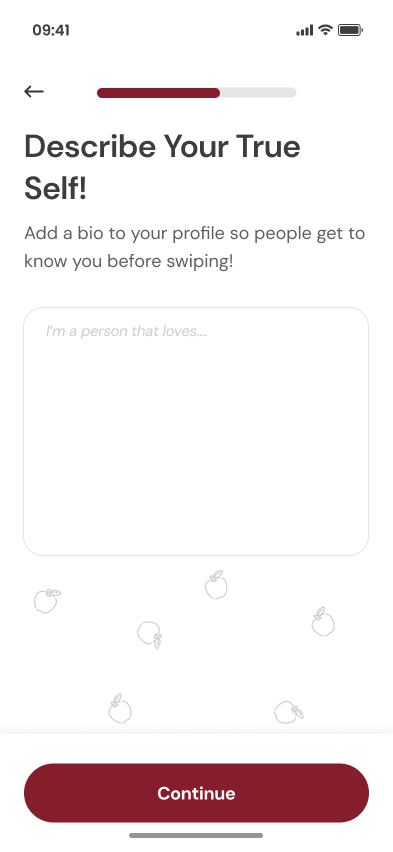 09:41
Describe Your True
Self!
Add a bio to your profile so people get to
know you before swiping!
I'm a person that loves....
Continue